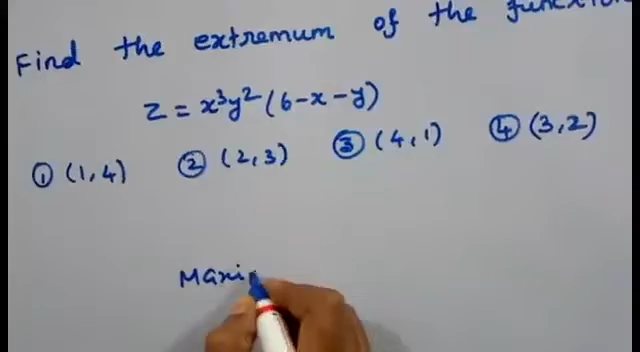 Find the extremum of the function
z = x³y² (6-x-y)
① (1,4) ② (2,3) ③ (4,1) ④ (3,2)
Maxi